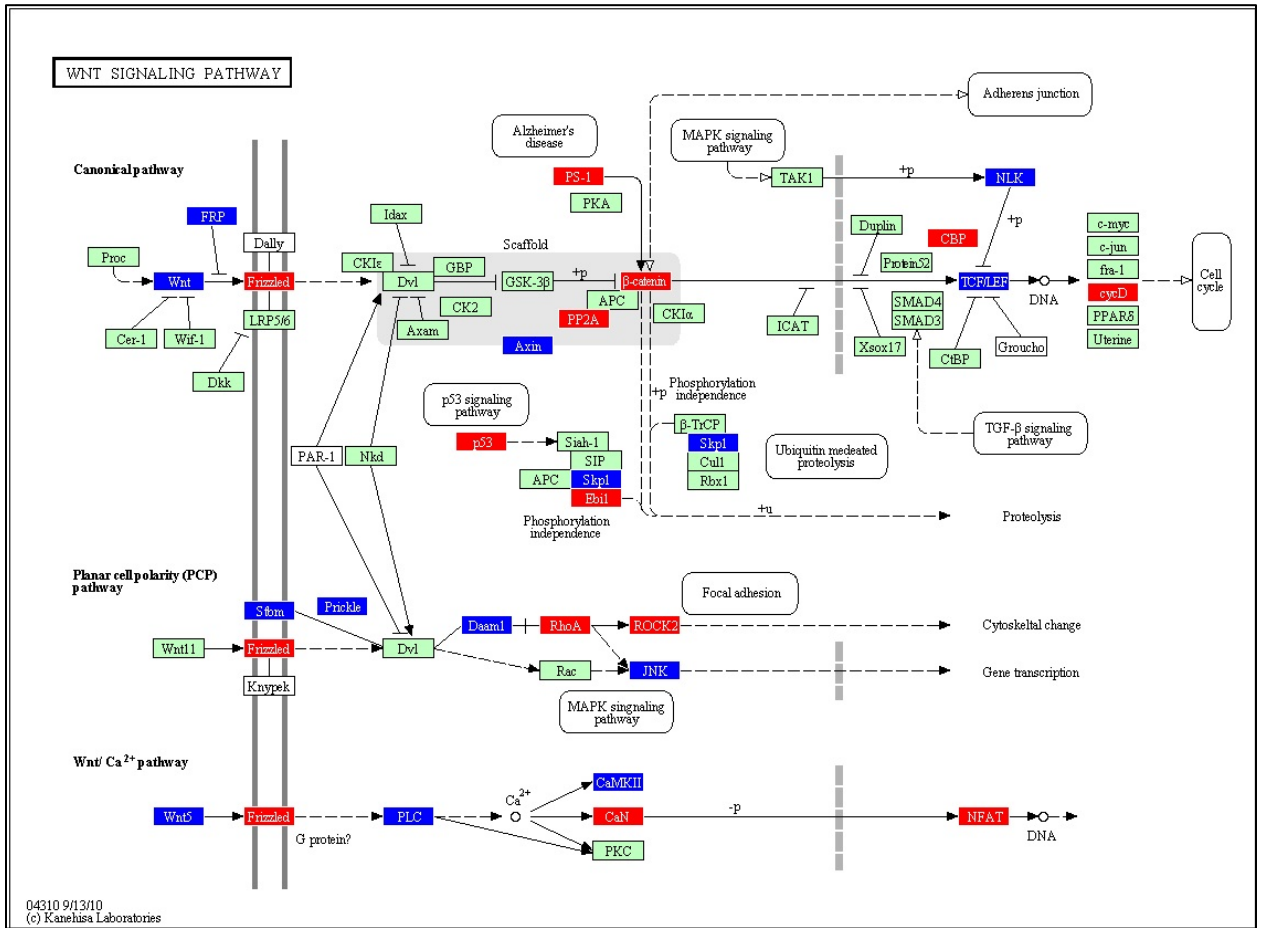 WNT SIGNALING PATHWAY
Adherens junction
Alzheimer's
disease
MAPK signaling
pathway
Canonical pathway
PS-1
TAK1
+p
NLK
PKA
FRP
Idax
Dally
Scaffold
Duplin
CBP
+p
c-myc
c-jun
Proc
CKIε
GBP
Protein52
fra-1
Wnt
Frizzled
Dvl
GSK-3β
+p
β-catenin
TCF/LEF
DNA
cycD
Cell
cycle
APC
CK2
PP2A
CKIα
SMAD4
SMAD3
LRP5/6
Axam
ICAT
PPARδ
Cer-1
Wif-1
Axin
Xsox17
CtBP
Groucho
Uterine
Dkk
+p
Phosphorylation
independence
p53 signaling
pathway
β-TrCP
TGF-β signaling
pathway
p53
Siah-1
Skp1
Ubiquitin medeated
proteolysis
PAR-1
Nkd
SIP
Cul1
APC
Skp1
Rbx1
Ebi1
+u
Proteolysis
Phosphorylation
independence
Planar cell polarity (PCP)
pathway
Focal adhesion
Stbm
Prickle
Daam1
RhoA
ROCK2
Cytoskeltal change
Wnt11
Frizzled
Dvl
Rac
JNK
Gene transcription
Knypek
MAPK singnaling
pathway
Wnt/ Ca2+ pathway
CaMKII
Ca2+
Wnt5
Frizzled
PLC
CaN
-p
NFAT
DNA
G protein?
PKC
04310 9/13/10
(c) Kanehisa Laboratories